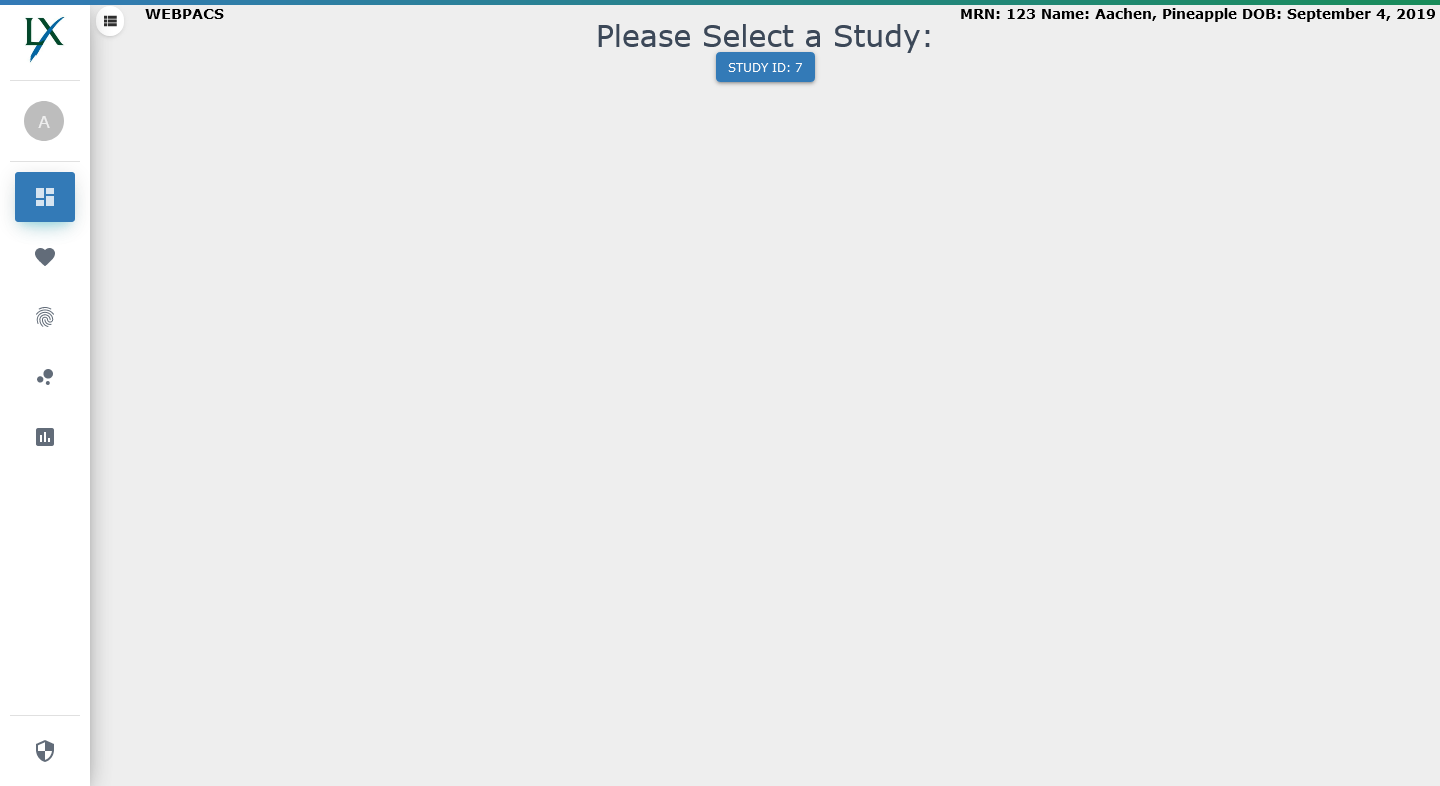 LX
WEBPACS
MRN: 123 Name: Aachen, Pineapple DOB: September 4, 2019
Please Select a Study:
STUDY ID: 7
A